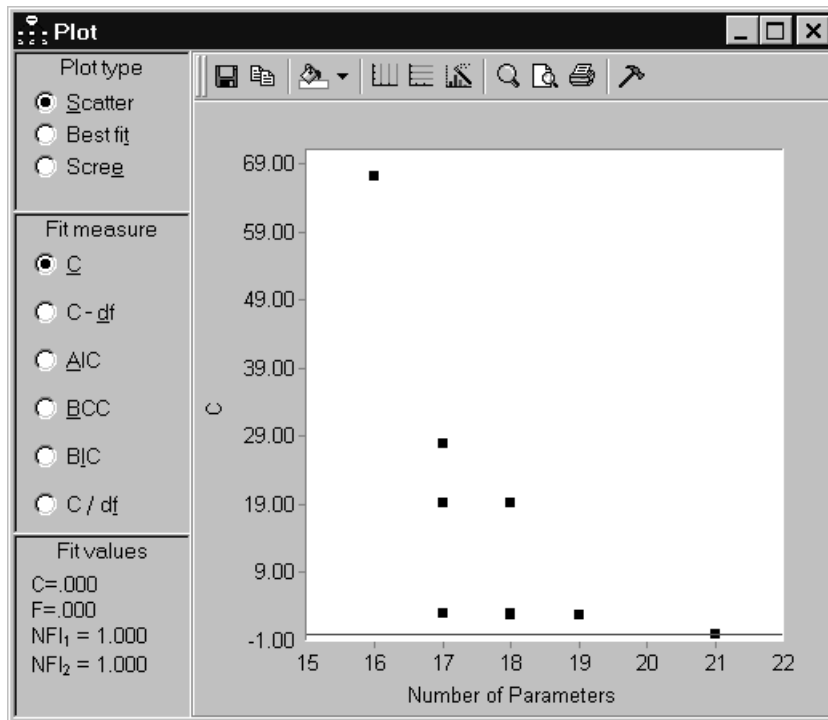 Plot
Plot type
Scatter
Best fit
Scree
Fit measure
C
C - df
AIC
BCC
BIC
C / df
Fit values
C=.000
F=.000
NFI₁ = 1.000
NFI₂ = 1.000
69.00
59.00
49.00
39.00
29.00
19.00
9.00
-1.00
C
15 16 17 18 19 20 21 22
Number of Parameters